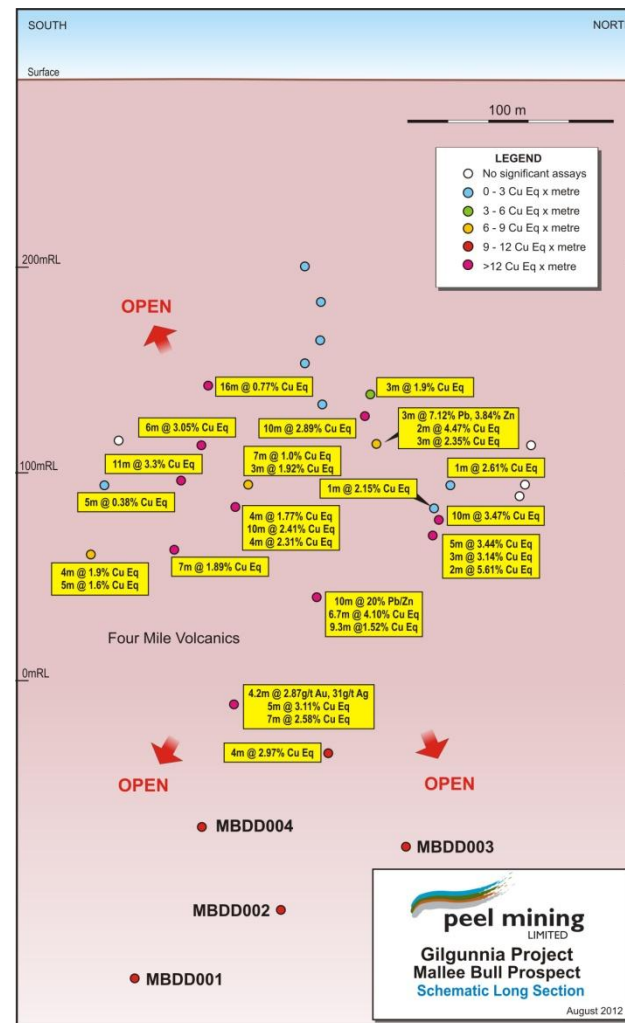 SOUTH
NORTH
Surface
100 m
LEGEND
No significant assays
0 - 3 Cu Eq x metre
3 - 6 Cu Eq x metre
6 - 9 Cu Eq x metre
9 - 12 Cu Eq x metre
>12 Cu Eq x metre
200mRL
OPEN
16m @ 0.77% Cu Eq
3m @ 1.9% Cu Eq
6m @ 3.05% Cu Eq
10m @ 2.89% Cu Eq
3m @ 7.12% Pb, 3.84% Zn
2m @ 4.47% Cu Eq
3m @ 2.35% Cu Eq
11m @ 3.3% Cu Eq
7m @ 1.0% Cu Eq
3m @ 1.92% Cu Eq
1m @ 2.61% Cu Eq
100mRL
5m @ 0.38% Cu Eq
1m @ 2.15% Cu Eq
4m @ 1.77% Cu Eq
10m @ 2.41% Cu Eq
4m @ 2.31% Cu Eq
10m @ 3.47% Cu Eq
5m @ 3.44% Cu Eq
3m @ 3.14% Cu Eq
2m @ 5.61% Cu Eq
4m @ 1.9% Cu Eq
5m @ 1.6% Cu Eq
7m @ 1.89% Cu Eq
10m @ 20% Pb/Zn
6.7m @ 4.10% Cu Eq
9.3m @1.52% Cu Eq
Four Mile Volcanics
0mRL
4.2m @ 2.87g/t Au, 31g/t Ag
5m @ 3.11% Cu Eq
7m @ 2.58% Cu Eq
4m @ 2.97% Cu Eq
OPEN
OPEN
MBDD004
MBDD003
MBDD002
MBDD001
peel mining
LIMITED
Gilgunnia Project
Mallee Bull Prospect
Schematic Long Section
August 2012